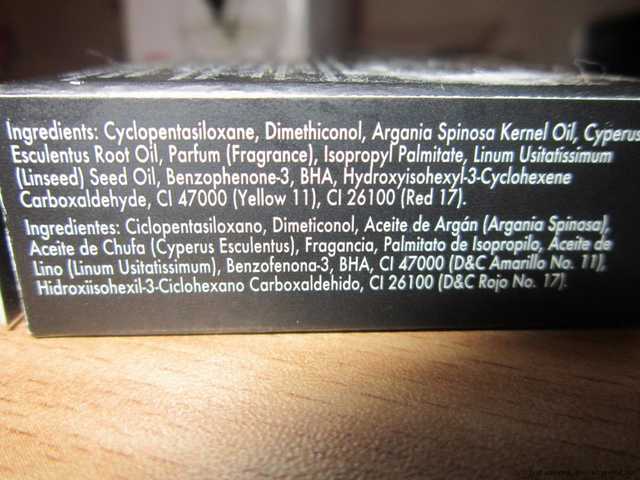 Ingredients: Cyclopentasiloxane, Dimethiconol, Argania Spinosa Kernel Oil, Cyperus
Esculentus Root Oil, Parfum (Fragrance), Isopropyl Palmitate, Linum Usitatissimum
(Linseed) Seed Oil, Benzophenone-3, BHA, Hydroxyisohexyl-3-Cyclohexene
Carboxaldehyde, CI 47000 (Yellow 11), CI 26100 (Red 17).
Ingredientes: Ciclopentasiloxano, Dimeticonol, Aceite de Argán (Argania Spinosa),
Aceite de Chufa (Cyperus Esculentus), Fragancia, Palmitato de Isopropilo, Aceite de
Lino (Linum Usitatissimum), Benzofenona-3, BHA, CI 47000 (D&C Amarillo No. 11),
Hidroxiisohexil-3-Ciclohexano Carboxaldehido, CI 26100 (D&C Rojo No. 17).